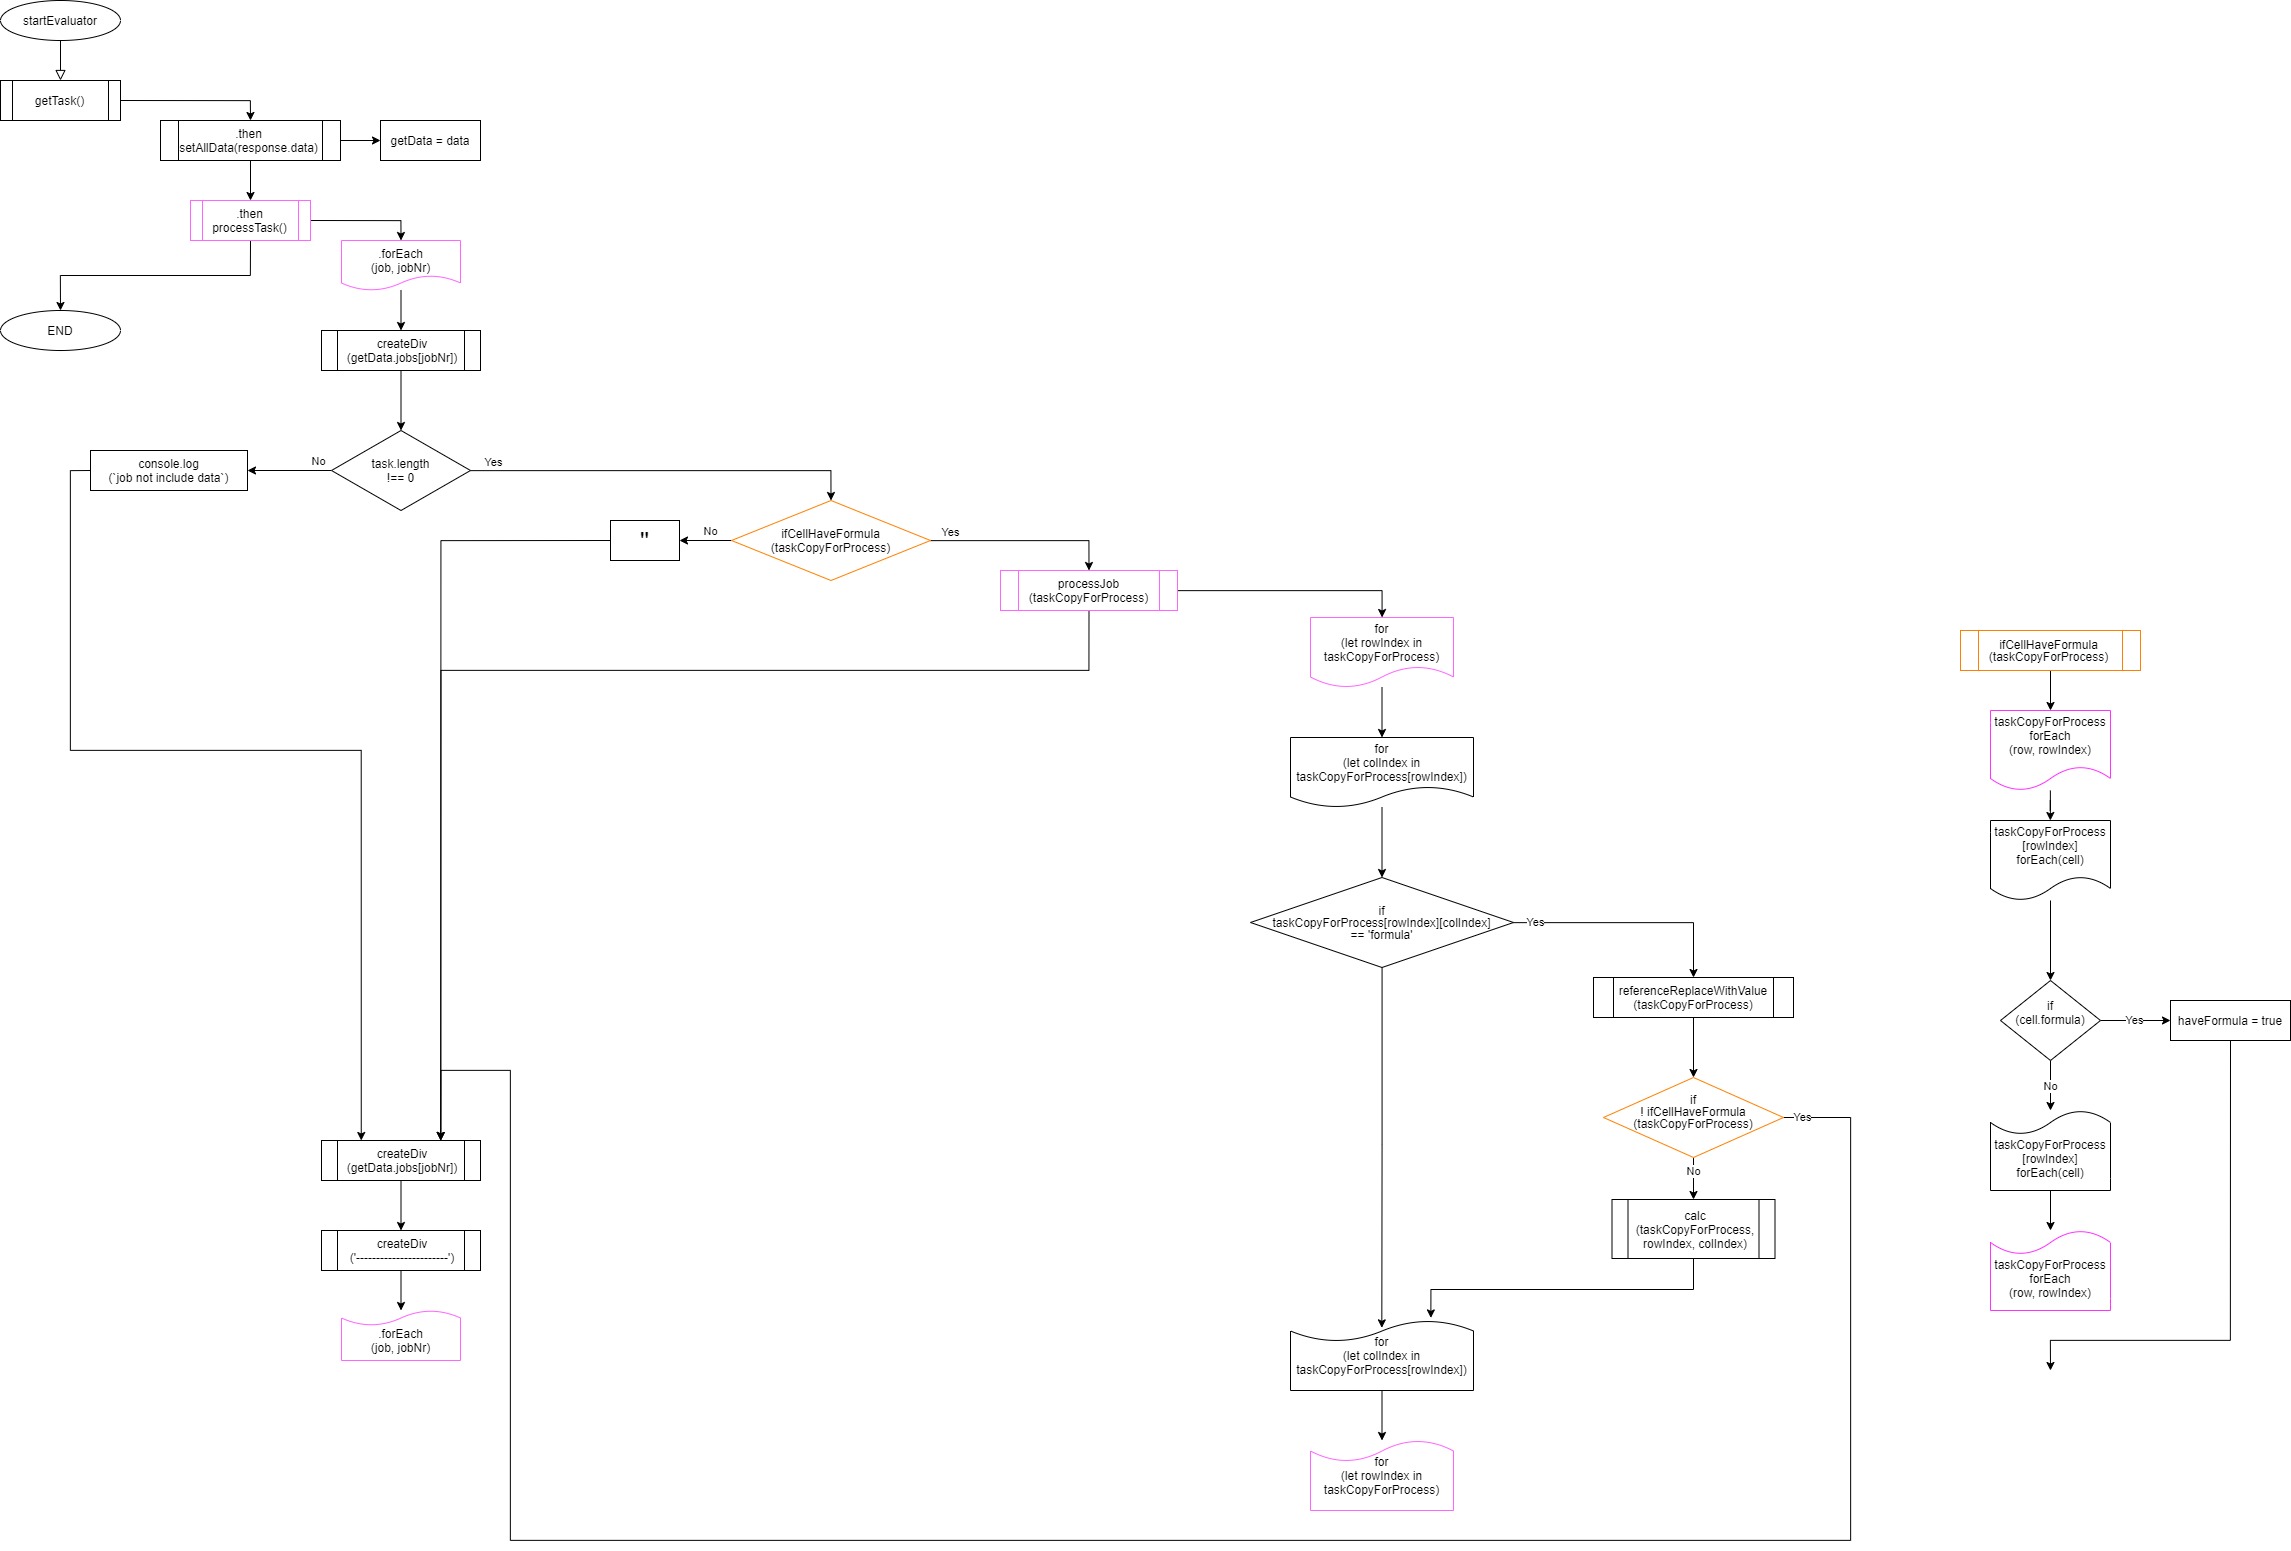 startEvaluator
getTask()
.then
setAllData(response.data)
getData = data
.then
processTask()
.forEach
(job, jobNr)
END
createDiv
(getData.jobs[jobNr])
task.length
!== 0
No
Yes
console.log
(`job not include data`)
ifCellHaveFormula
(taskCopyForProcess)
No
Yes
"
processJob
(taskCopyForProcess)
for
(let rowIndex in
taskCopyForProcess)
for
(let colIndex in
taskCopyForProcess[rowIndex])
if
taskCopyForProcess[rowIndex][colIndex]
== 'formula'
Yes
referenceReplaceWithValue
(taskCopyForProcess)
if
! ifCellHaveFormula
(taskCopyForProcess)
Yes
No
calc
(taskCopyForProcess,
rowIndex, colIndex)
for
(let colIndex in
taskCopyForProcess[rowIndex])
for
(let rowIndex in
taskCopyForProcess)
createDiv
(getData.jobs[jobNr])
createDiv
('-----------------------')
.forEach
(job, jobNr)
ifCellHaveFormula
(taskCopyForProcess)
taskCopyForProcess
forEach
(row, rowIndex)
taskCopyForProcess
[rowIndex]
forEach(cell)
if
(cell.formula)
Yes
haveFormula = true
No
taskCopyForProcess
[rowIndex]
forEach(cell)
taskCopyForProcess
forEach
(row, rowIndex)